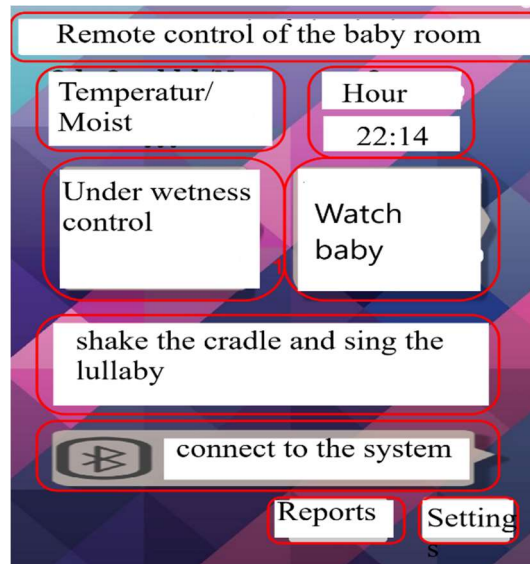 Remote control of the baby room
Temperatur/
Moist
Hour
22:14
Under wetness
control
Watch
baby
shake the cradle and sing the
lullaby
connect to the system
Reports
Setting
s